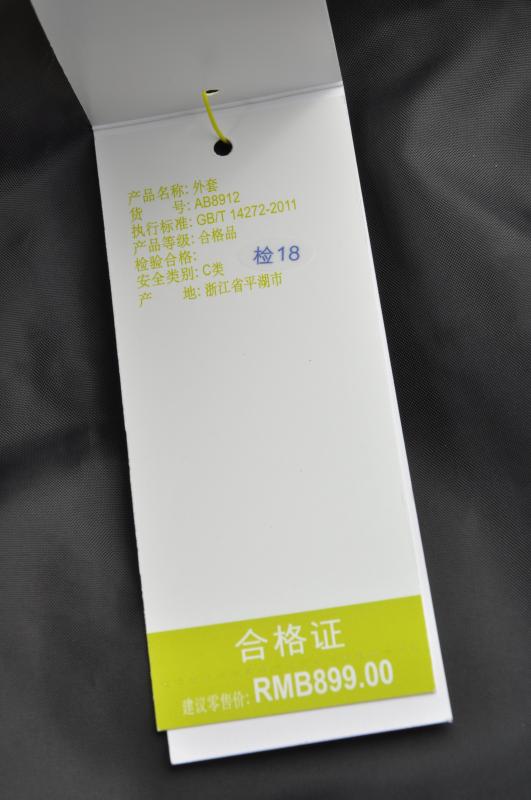 产品名称: 外套
货 号: AB8912
执行标准: GB/T 14272-2011
产品等级: 合格品
检验合格: 检18
安全类别: C类
产 地: 浙江省平湖市
合格证
建议零售价: RMB899.00